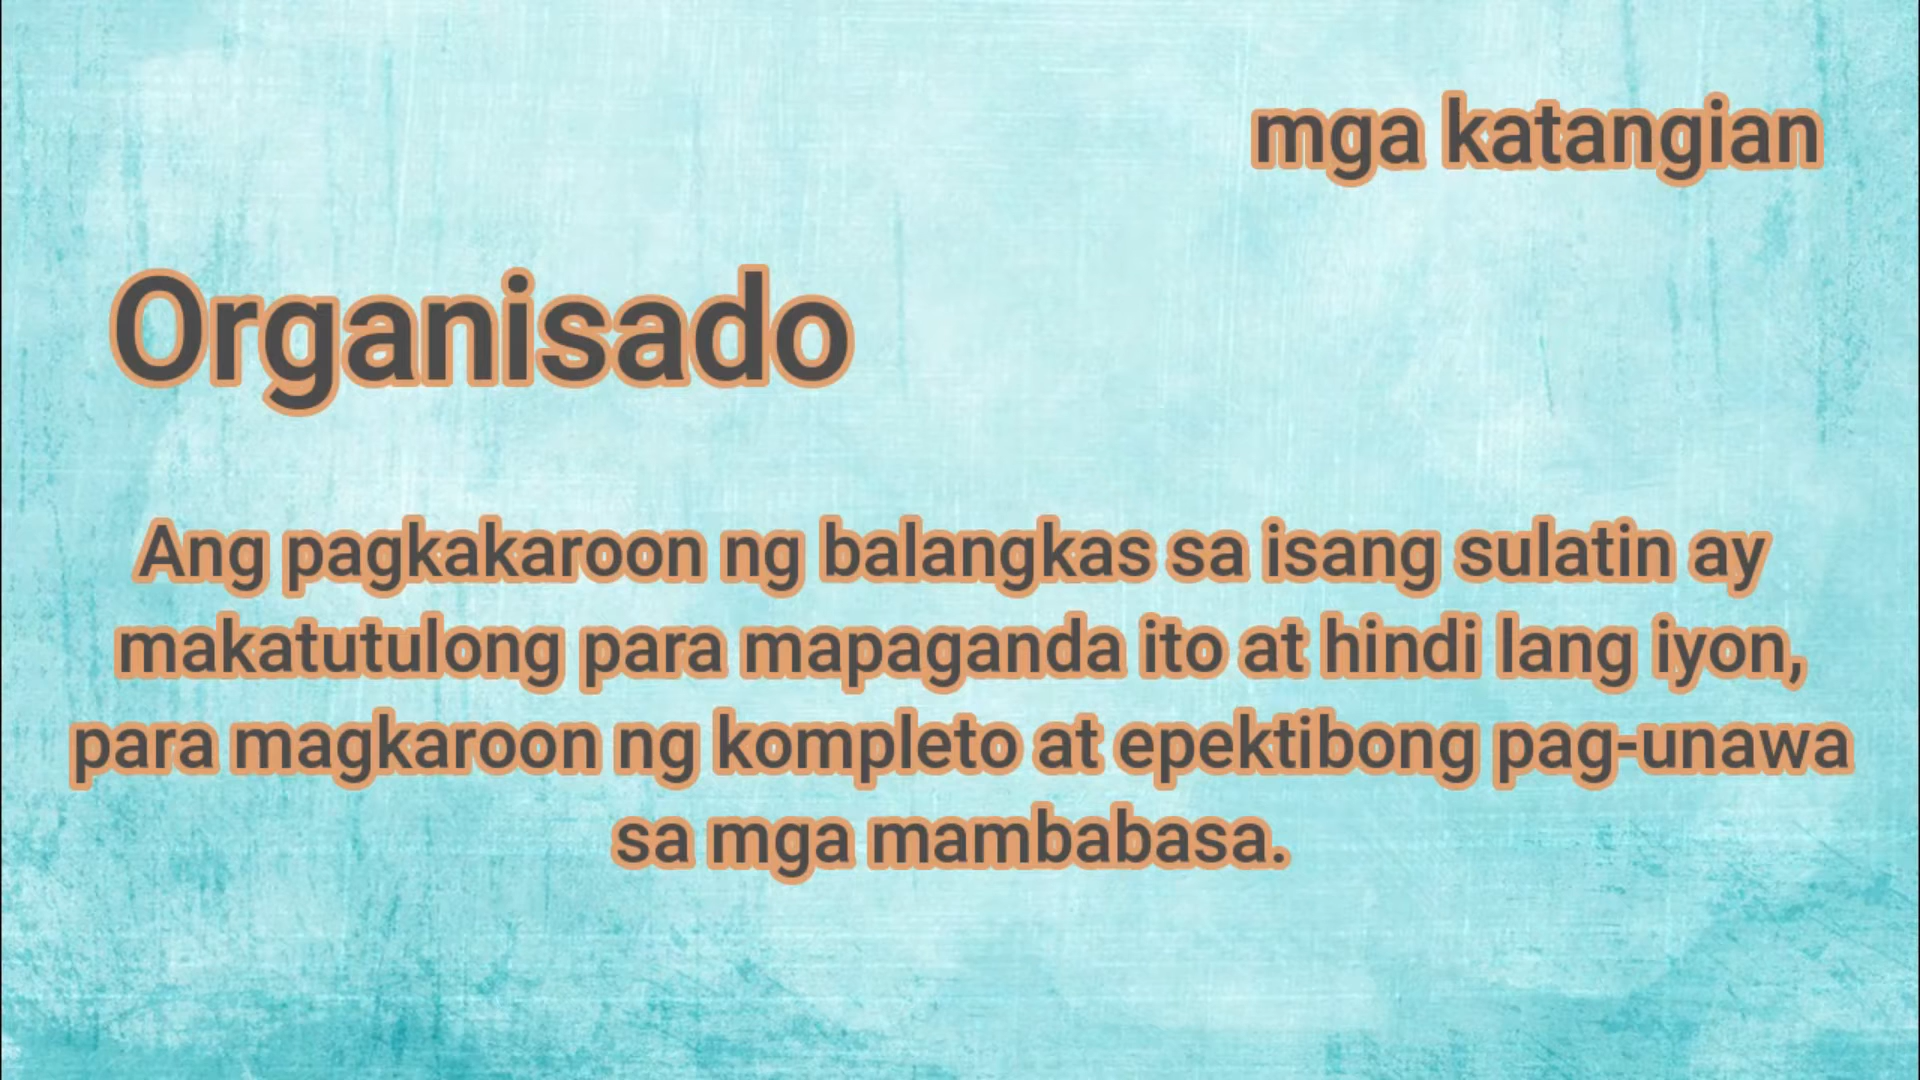 mga katangian
Organisado
Ang pagkakaroon ng balangkas sa isang sulatin ay
makatutulong para mapaganda ito at hindi lang iyon,
para magkaroon ng kompleto at epektibong pag-unawa
sa mga mambabasa.